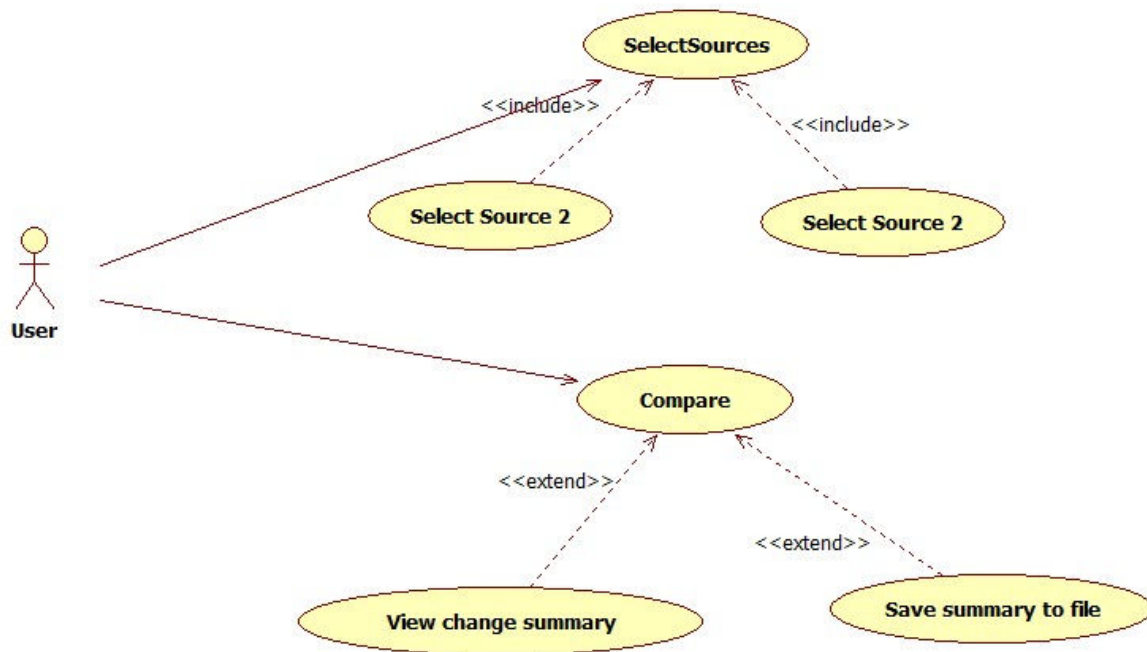 SelectSources
<<include>>
<<include>>
Select Source 2
Select Source 2
User
Compare
<<extend>>
<<extend>>
View change summary
Save summary to file